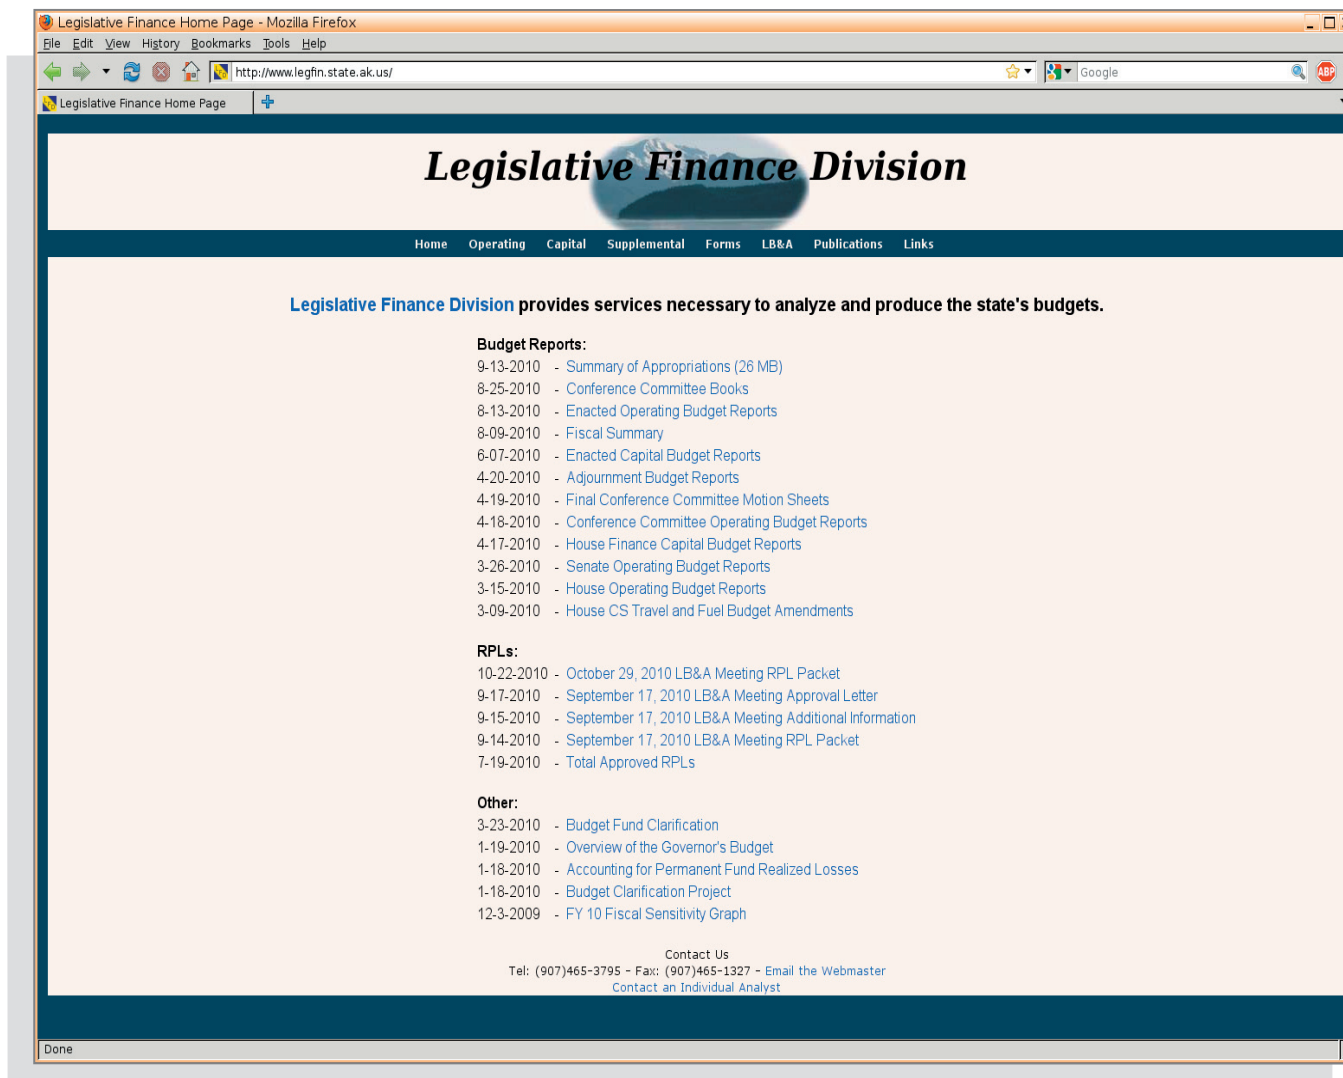 Legislative Finance Home Page - Mozilla Firefox
File Edit View History Bookmarks Tools Help
http://www.legfin.state.ak.us/ Google ABP
Legislative Finance Home Page
Legislative Finance Division
Home Operating Capital Supplemental Forms LB&A Publications Links
Legislative Finance Division provides services necessary to analyze and produce the state's budgets.
Budget Reports:
9-13-2010 - Summary of Appropriations (26 MB)
8-25-2010 - Conference Committee Books
8-13-2010 - Enacted Operating Budget Reports
8-09-2010 - Fiscal Summary
6-07-2010 - Enacted Capital Budget Reports
4-20-2010 - Adjournment Budget Reports
4-19-2010 - Final Conference Committee Motion Sheets
4-18-2010 - Conference Committee Operating Budget Reports
4-17-2010 - House Finance Capital Budget Reports
3-26-2010 - Senate Operating Budget Reports
3-15-2010 - House Operating Budget Reports
3-09-2010 - House CS Travel and Fuel Budget Amendments
RPLs:
10-22-2010 - October 29, 2010 LB&A Meeting RPL Packet
9-17-2010 - September 17, 2010 LB&A Meeting Approval Letter
9-15-2010 - September 17, 2010 LB&A Meeting Additional Information
9-14-2010 - September 17, 2010 LB&A Meeting RPL Packet
7-19-2010 - Total Approved RPLs
Other:
3-23-2010 - Budget Fund Clarification
1-19-2010 - Overview of the Governor's Budget
1-18-2010 - Accounting for Permanent Fund Realized Losses
1-18-2010 - Budget Clarification Project
12-3-2009 - FY 10 Fiscal Sensitivity Graph
Contact Us
Tel: (907)465-3795 - Fax: (907)465-1327 - Email the Webmaster
Contact an Individual Analyst
Done